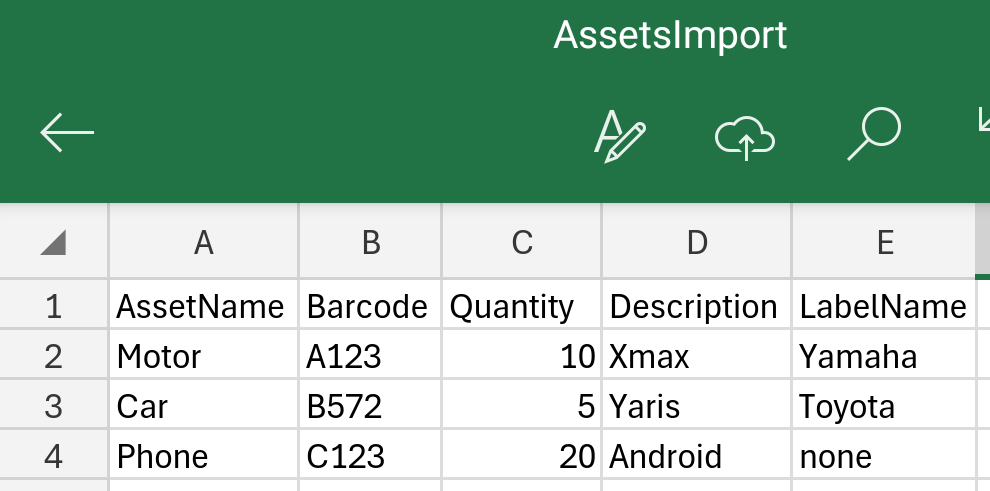 AssetsImport
A B C D E
1 AssetName Barcode Quantity Description LabelName
2 Motor A123 10 Xmax Yamaha
3 Car B572 5 Yaris Toyota
4 Phone C123 20 Android none